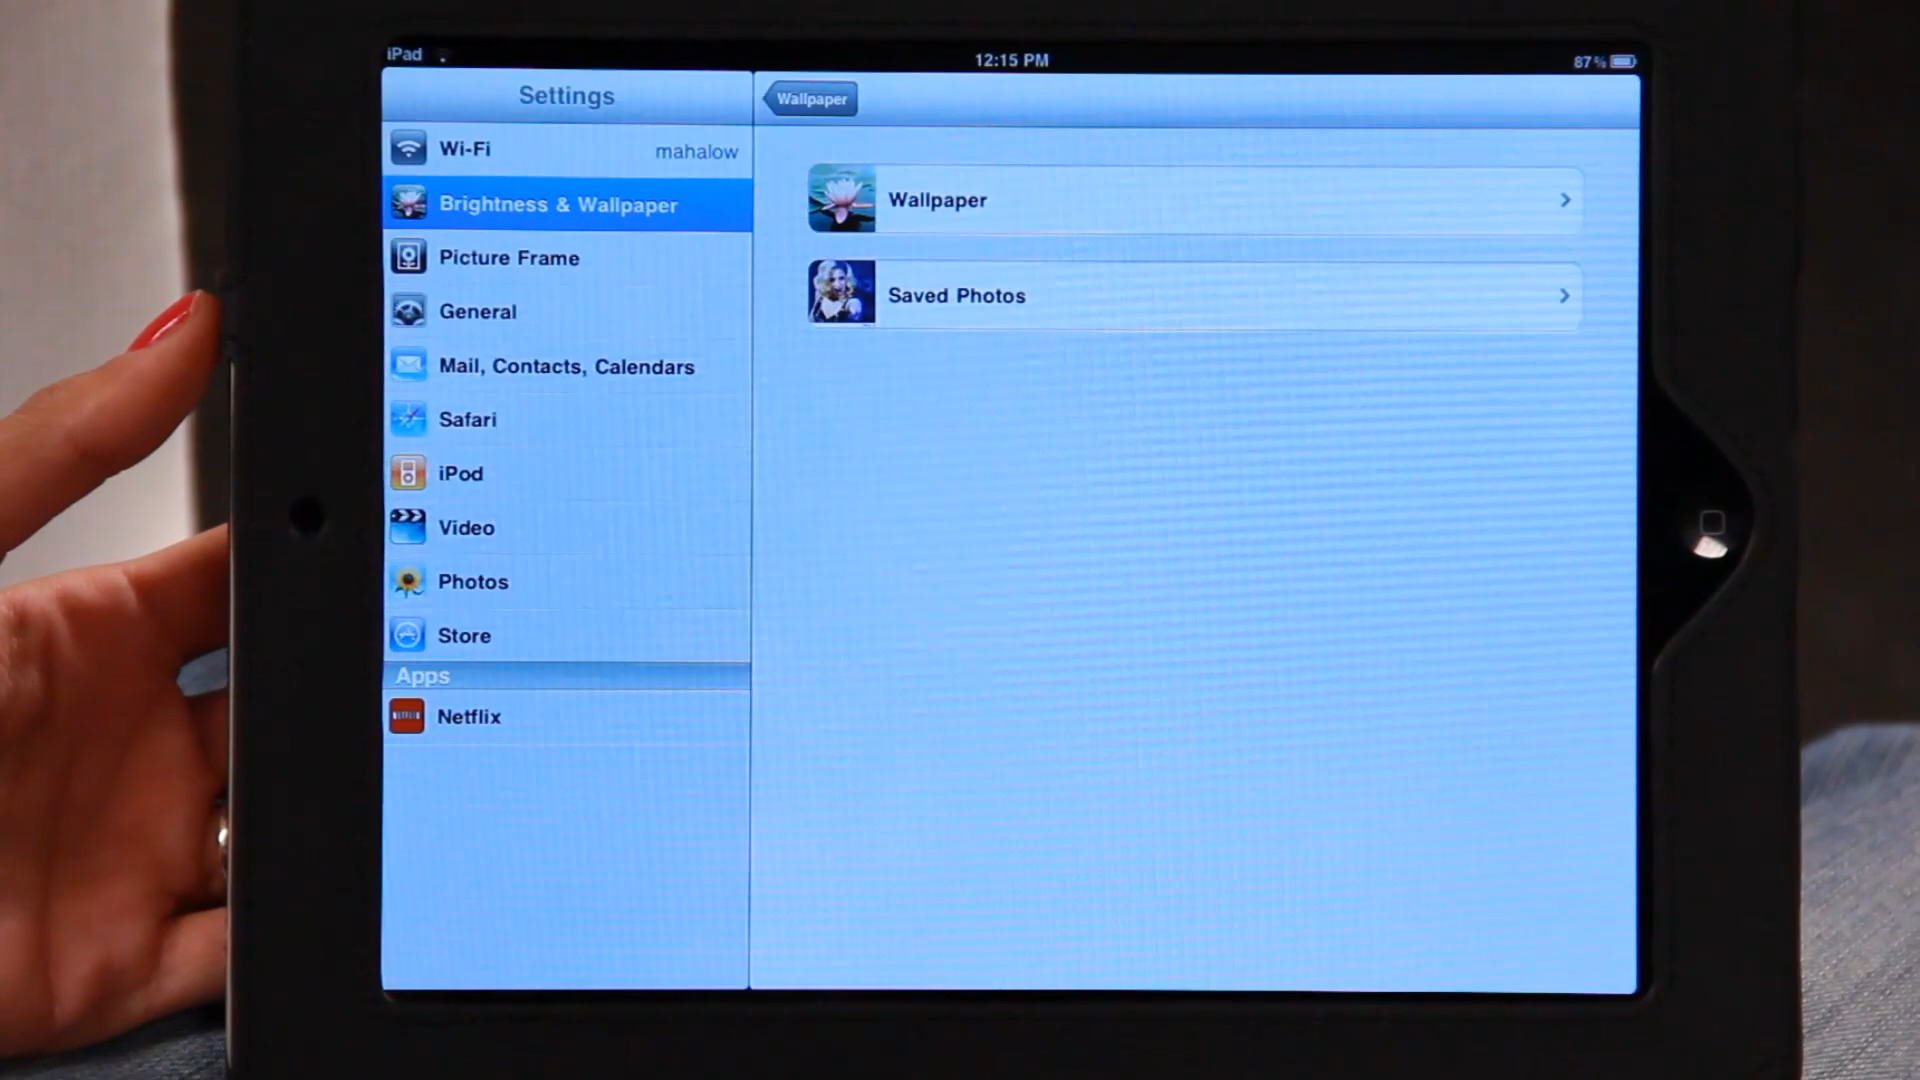 iPad
12:15 PM
87%
Settings
Wallpaper
Wi-Fi mahalow
Brightness & Wallpaper
Picture Frame
General
Mail, Contacts, Calendars
Safari
iPod
Video
Photos
Store
Apps
NETFLIX Netflix
Wallpaper
Saved Photos